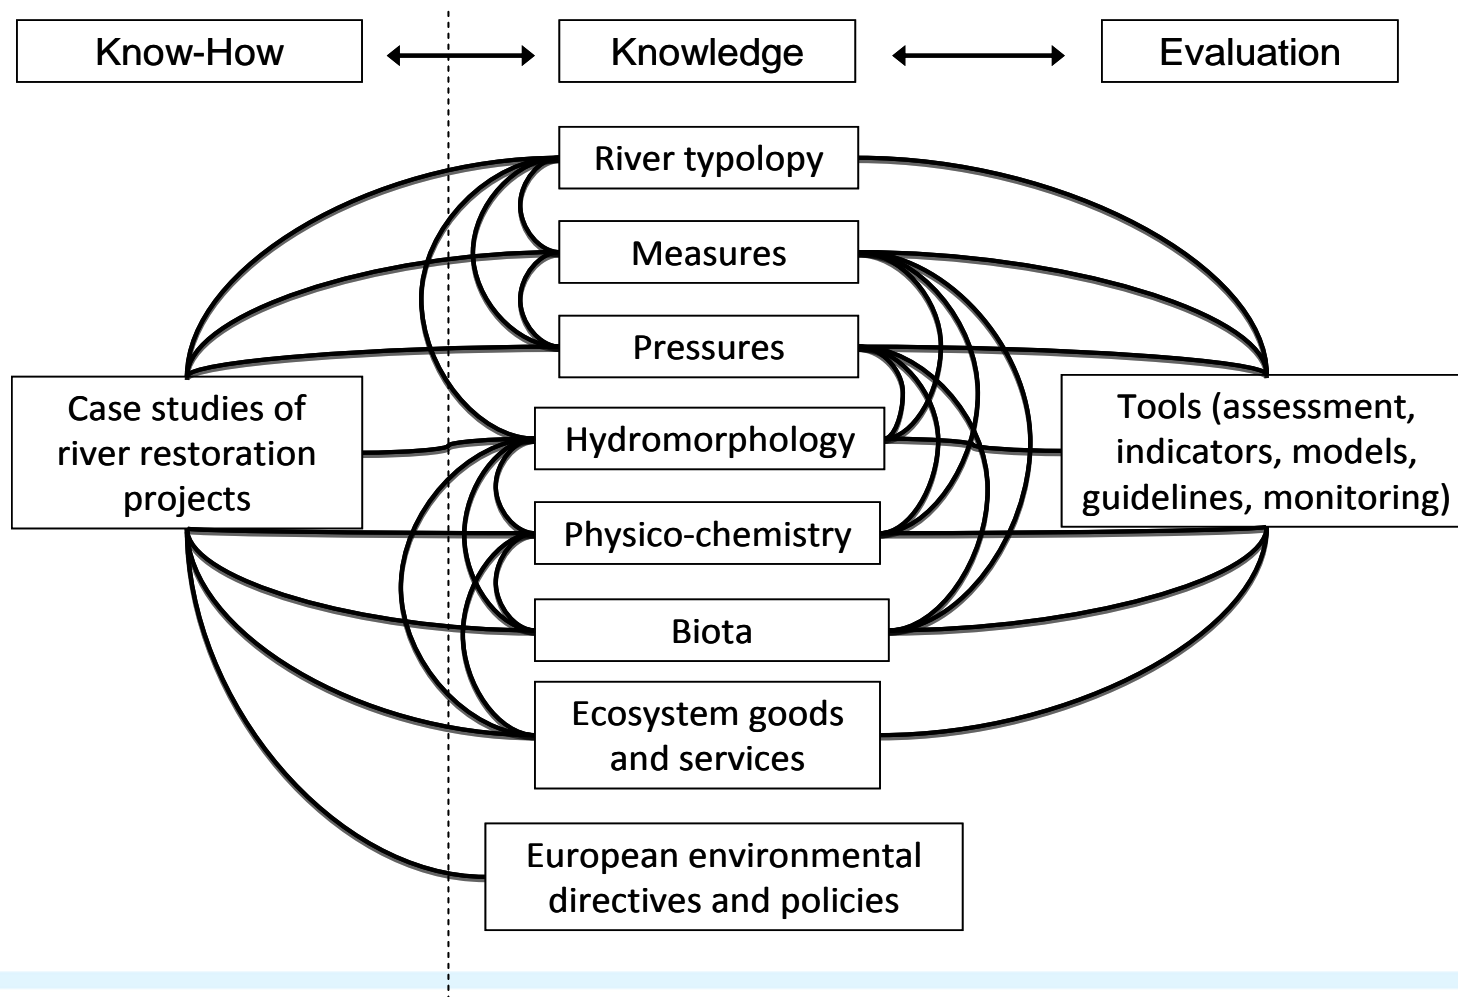 Know-How
Knowledge
Evaluation
River typolopy
Measures
Pressures
Hydromorphology
Physico-chemistry
Biota
Ecosystem goods
and services
European environmental
directives and policies
Case studies of
river restoration
projects
Tools (assessment,
indicators, models,
guidelines, monitoring)